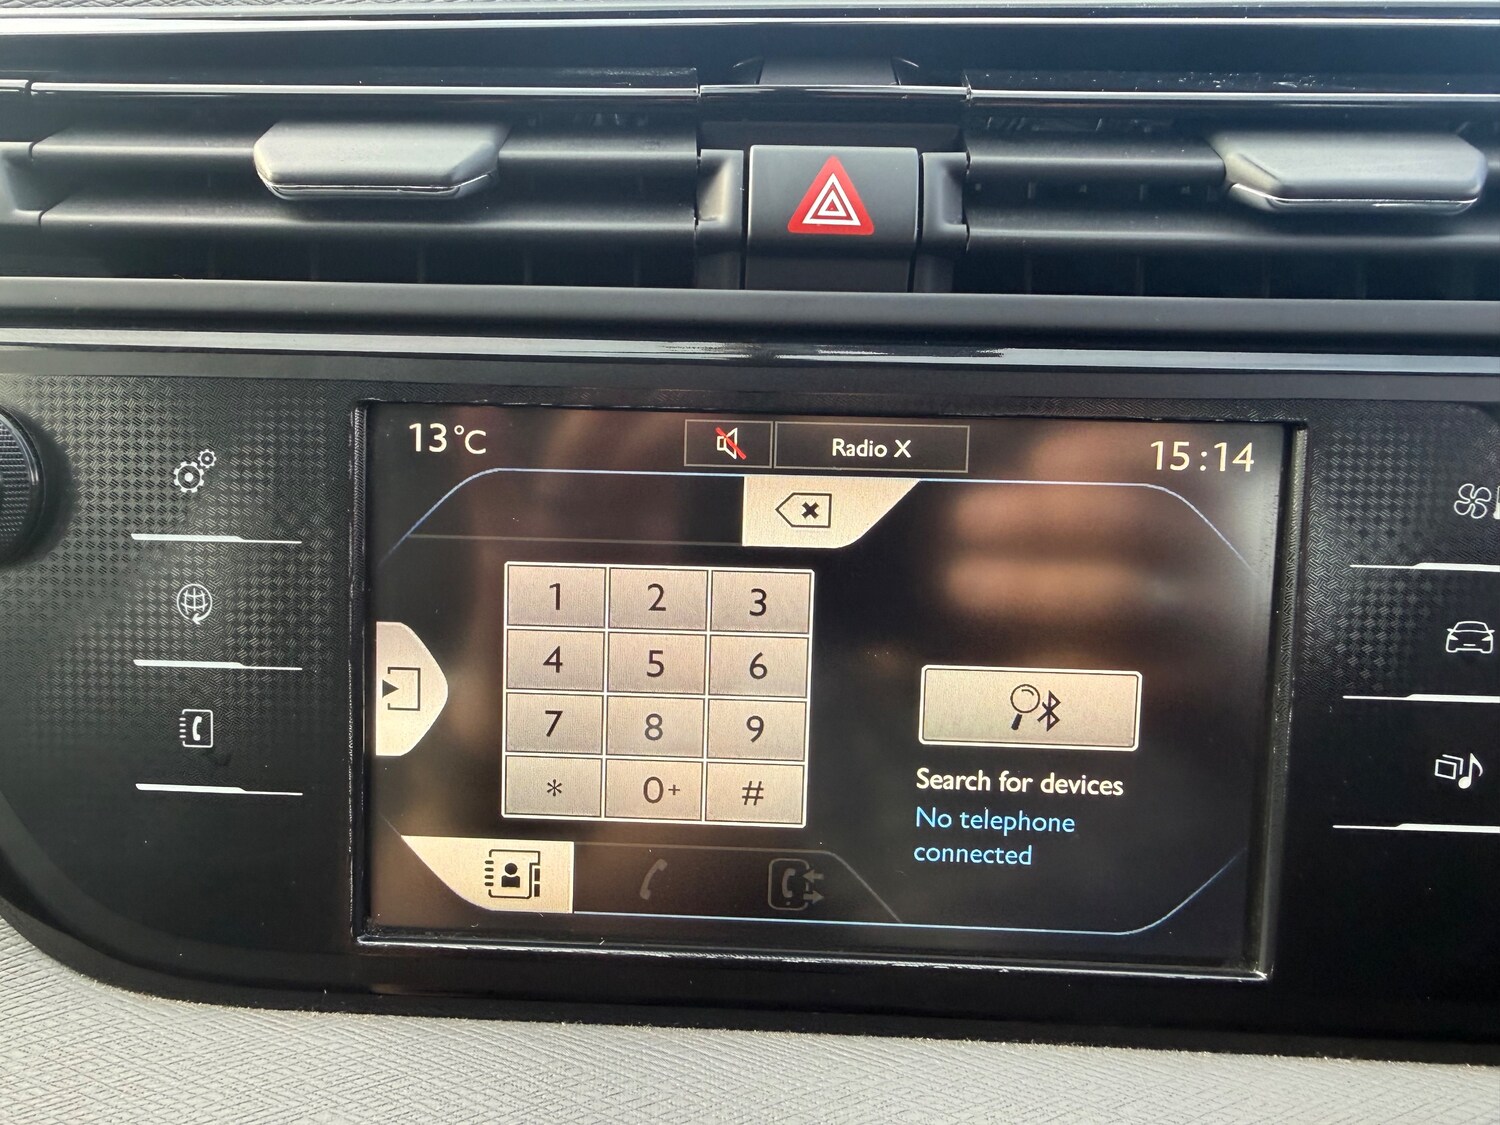 13°C
Radio X
15:14
1 2 3
4 5 6
7 8 9
* 0+ #
Search for devices
No telephone
connected